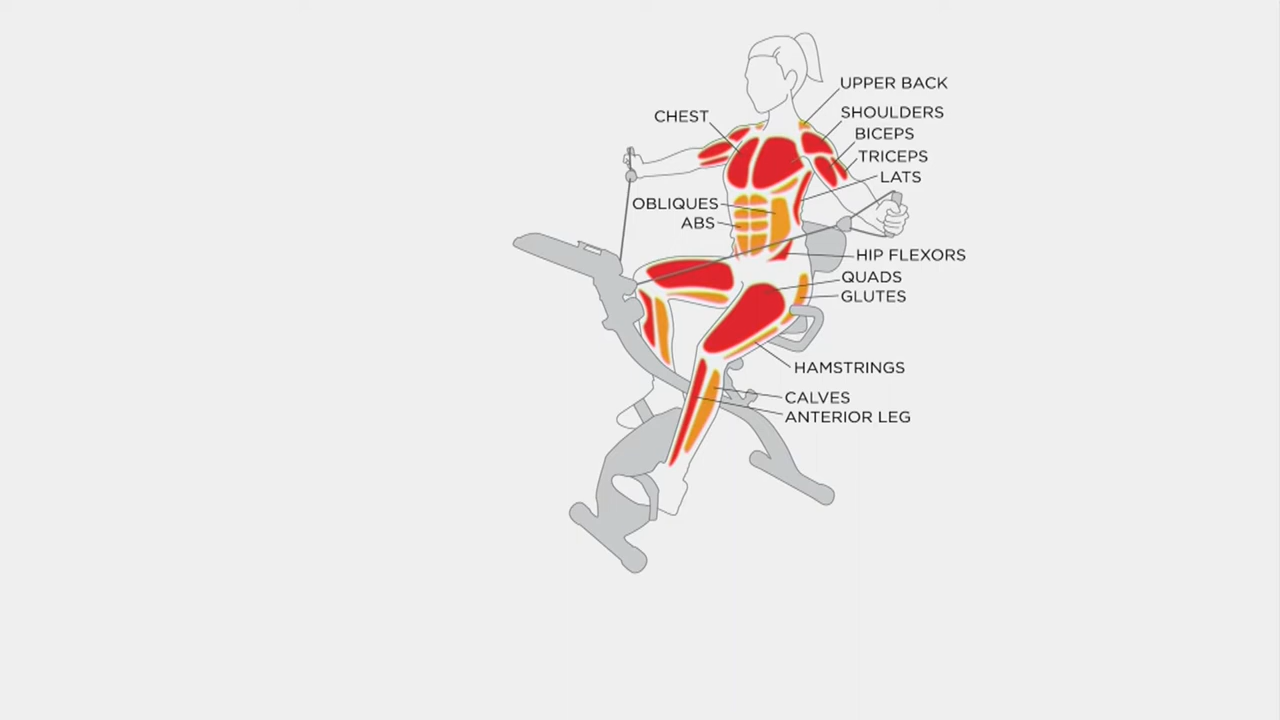 UPPER BACK
CHEST
SHOULDERS
BICEPS
TRICEPS
LATS
OBLIQUES
ABS
HIP FLEXORS
QUADS
GLUTES
HAMSTRINGS
CALVES
ANTERIOR LEG